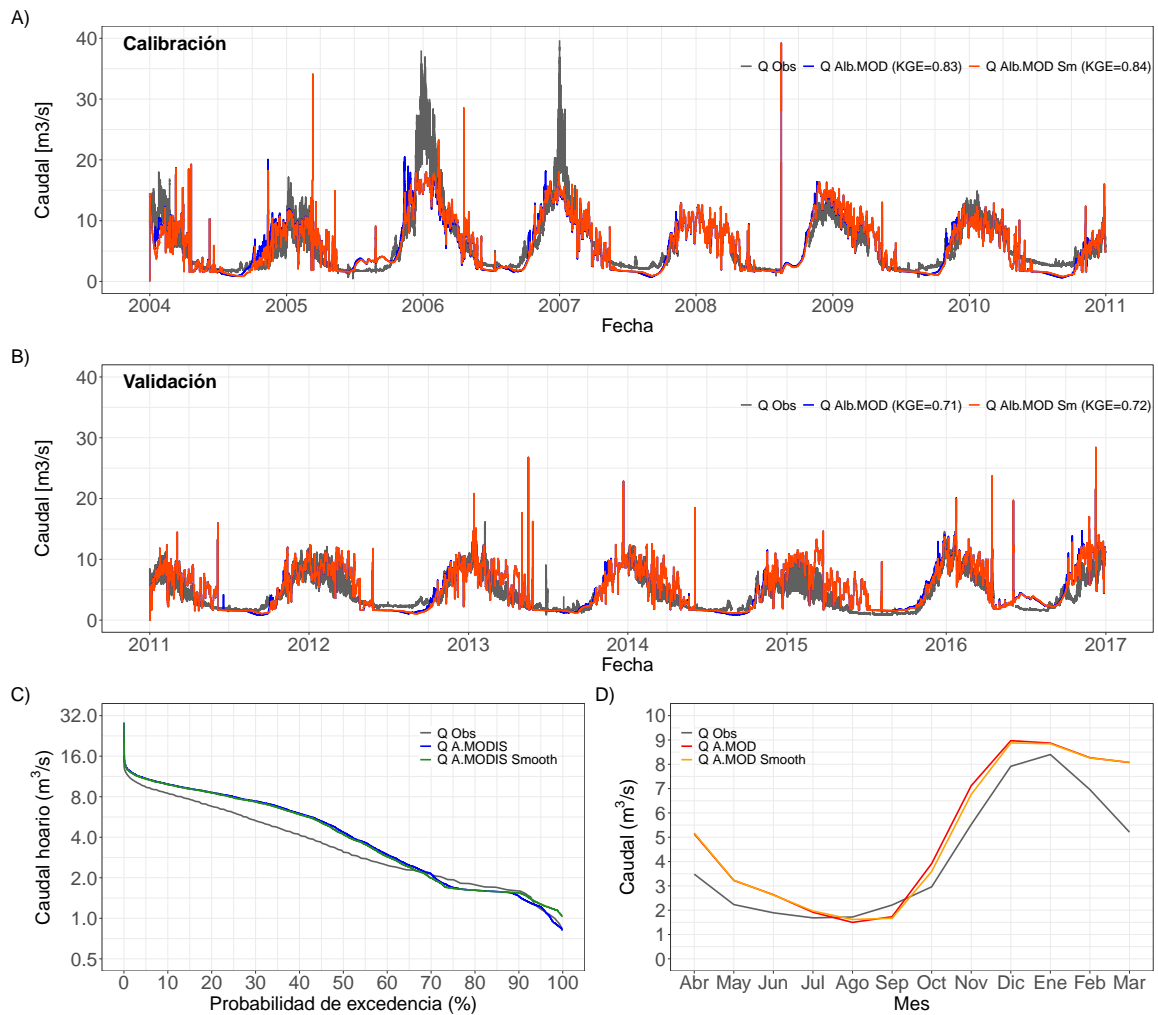 A)
Calibración
Q Obs Q Alb.MOD (KGE=0.83) Q Alb.MOD Sm (KGE=0.84)
Caudal [m3/s]
40
30
20
10
0
2004 2005 2006 2007 2008 2009 2010 2011
Fecha
B)
Validación
Q Obs Q Alb.MOD (KGE=0.71) Q Alb.MOD Sm (KGE=0.72)
Caudal [m3/s]
40
30
20
10
0
2011 2012 2013 2014 2015 2016 2017
Fecha
C)
Q Obs
Q A.MODIS
Q A.MODIS Smooth
Caudal hoario (m³/s)
32.0
16.0
8.0
4.0
2.0
1.0
0.5
0 10 20 30 40 50 60 70 80 90 100
Probabilidad de excedencia (%)
D)
Q Obs
Q A.MOD
Q A.MOD Smooth
Caudal (m³/s)
10
9
8
7
6
5
4
3
2
1
0
Abr May Jun Jul Ago Sep Oct Nov Dic Ene Feb Mar
Mes